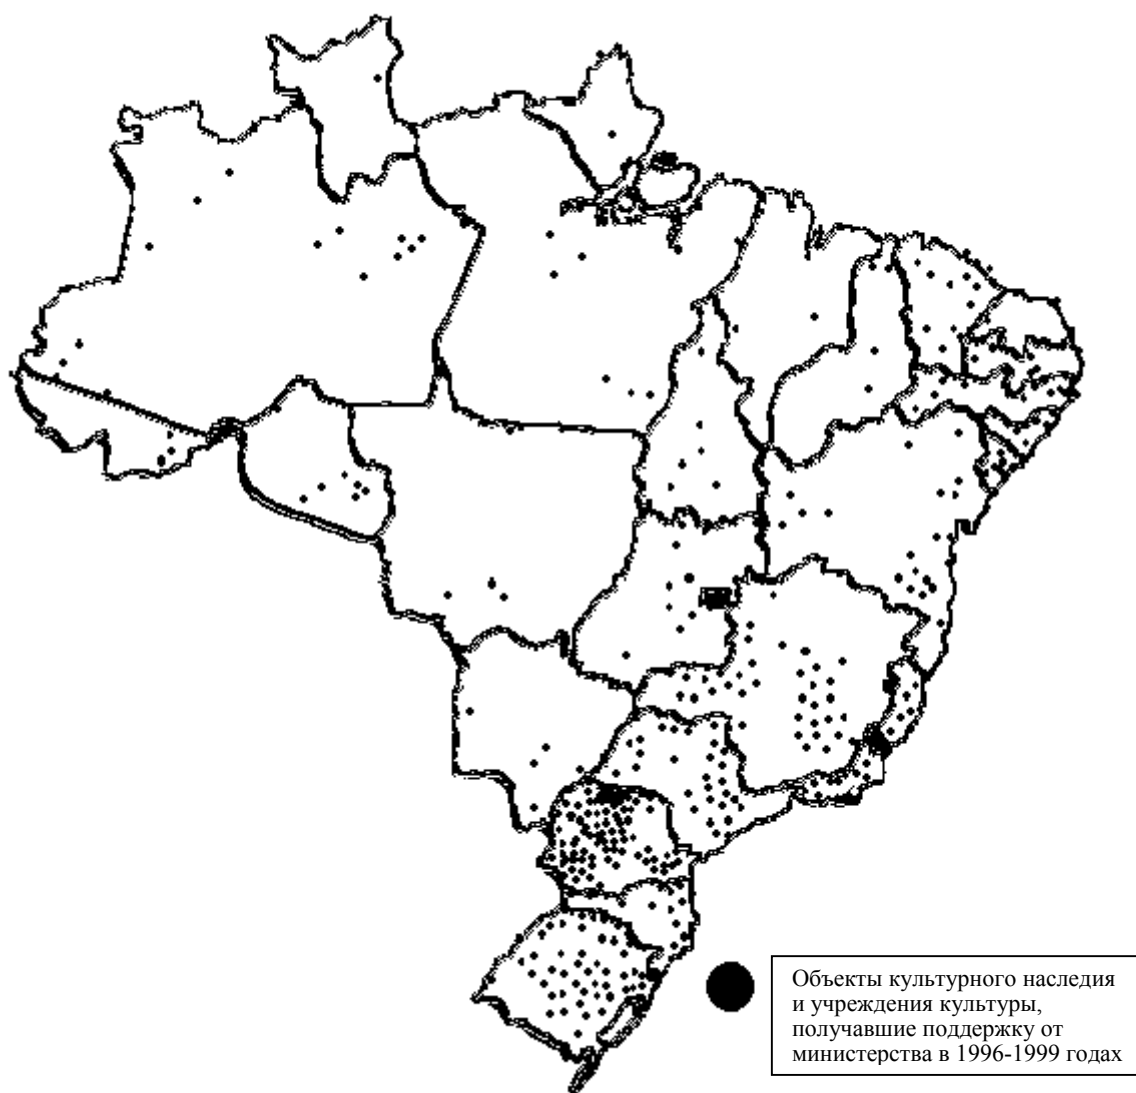 Объекты культурного наследия
и учреждения культуры,
получавшие поддержку от
министерства в 1996-1999 годах